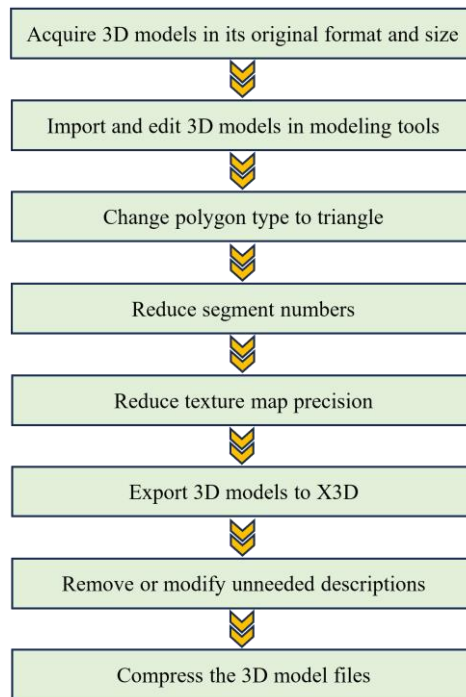 Acquire 3D models in its original format and size
Import and edit 3D models in modeling tools
Change polygon type to triangle
Reduce segment numbers
Reduce texture map precision
Export 3D models to X3D
Remove or modify unneeded descriptions
Compress the 3D model files